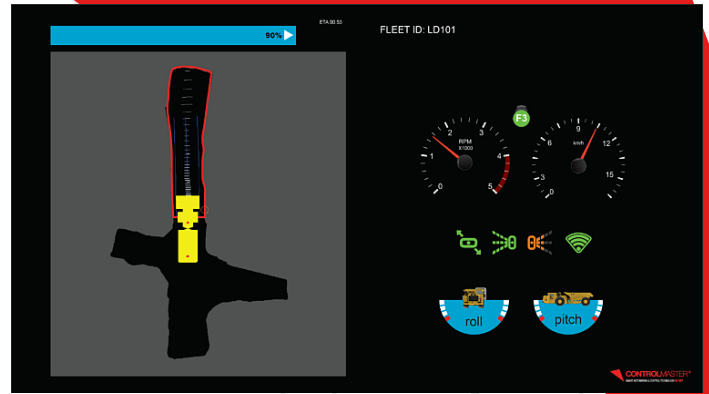 ETA 00:53
90%
FLEET ID: LD101
F3
RPM
X1000
0
1
2
3
4
5
km/h
0
3
6
9
12
15
roll
pitch
CONTROLMASTER®